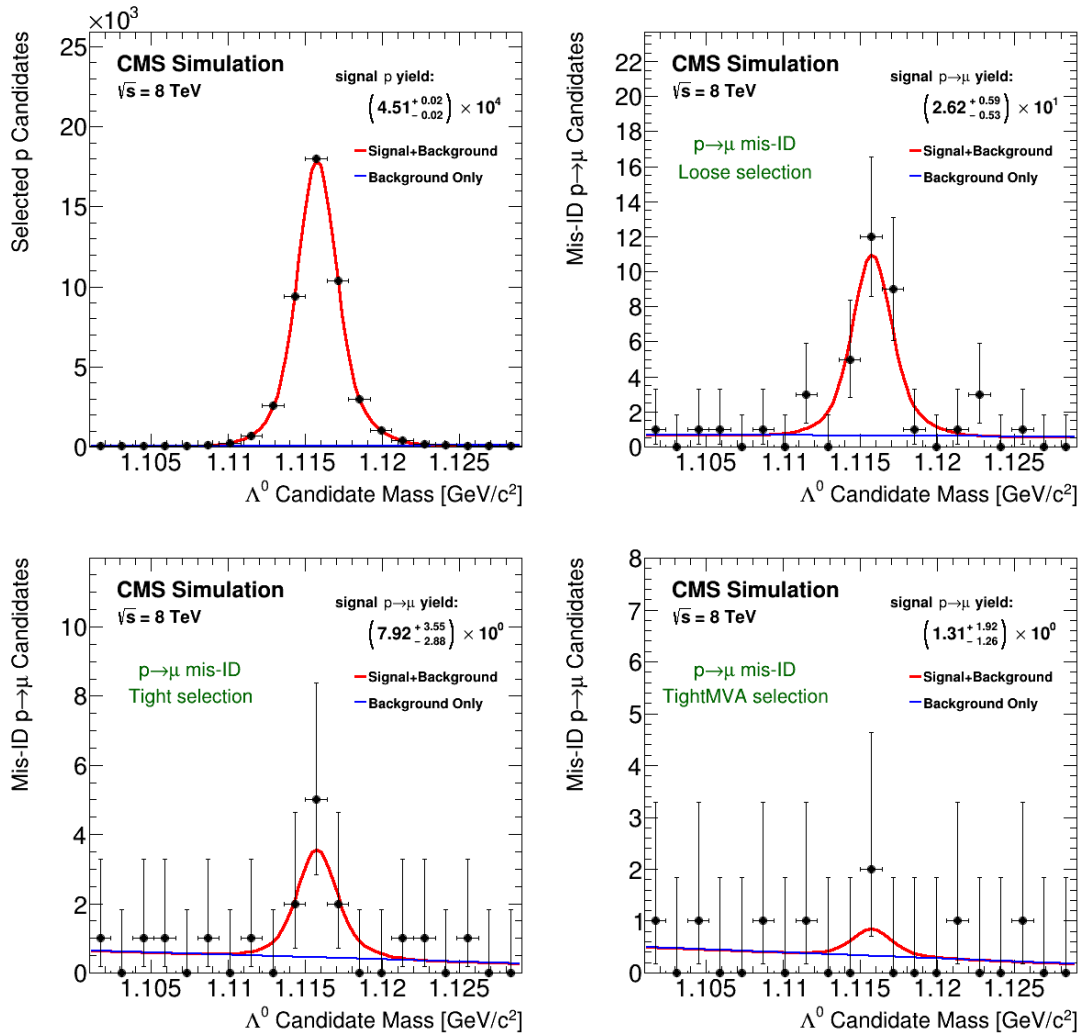 ×10³
CMS Simulation
√s = 8 TeV
signal p yield:
(4.51 + 0.02 − 0.02) × 10⁴
Signal+Background
Background Only
Selected p Candidates
25
20
15
10
5
0
1.105 1.11 1.115 1.12 1.125
Λ⁰ Candidate Mass [GeV/c²]
CMS Simulation
√s = 8 TeV
signal p→μ yield:
(2.62 + 0.59 − 0.53) × 10¹
p→μ mis-ID
Loose selection
Signal+Background
Background Only
Mis-ID p→μ Candidates
22
20
18
16
14
12
10
8
6
4
2
0
1.105 1.11 1.115 1.12 1.125
Λ⁰ Candidate Mass [GeV/c²]
CMS Simulation
√s = 8 TeV
signal p→μ yield:
(7.92 + 3.55 − 2.88) × 10⁰
p→μ mis-ID
Tight selection
Signal+Background
Background Only
Mis-ID p→μ Candidates
10
8
6
4
2
0
1.105 1.11 1.115 1.12 1.125
Λ⁰ Candidate Mass [GeV/c²]
CMS Simulation
√s = 8 TeV
signal p→μ yield:
(1.31 + 1.92 − 1.26) × 10⁰
p→μ mis-ID
TightMVA selection
Signal+Background
Background Only
Mis-ID p→μ Candidates
8
7
6
5
4
3
2
1
0
1.105 1.11 1.115 1.12 1.125
Λ⁰ Candidate Mass [GeV/c²]